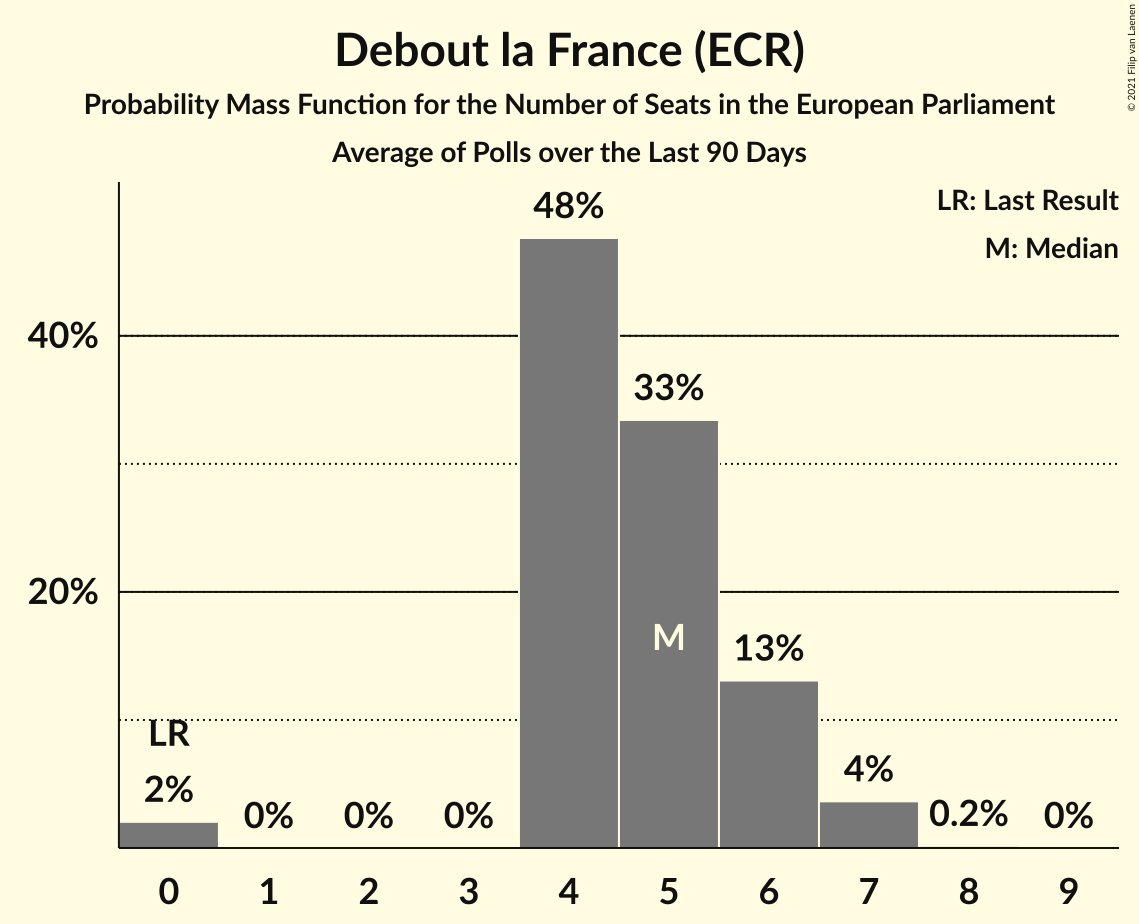 Debout la France (ECR)
Probability Mass Function for the Number of Seats in the European Parliament
Average of Polls over the Last 90 Days
© 2021 Filip van Laenen
LR: Last Result
M: Median
48%
40%
33%
20%
M
13%
LR
4%
2%
0%
0%
0%
0.2%
0%
0 1 2 3 4 5 6 7 8 9